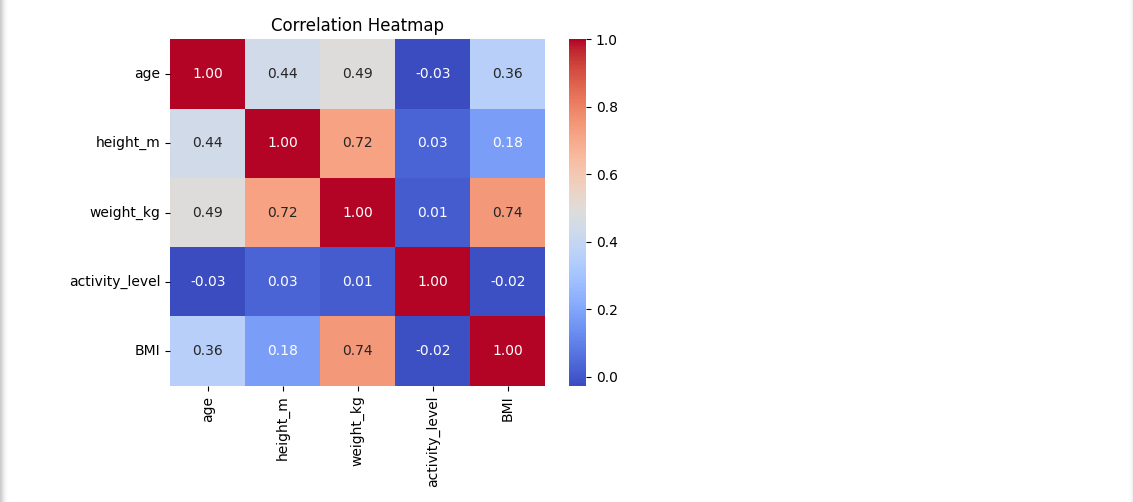 Correlation Heatmap
age 1.00 0.44 0.49 -0.03 0.36
height_m 0.44 1.00 0.72 0.03 0.18
weight_kg 0.49 0.72 1.00 0.01 0.74
activity_level -0.03 0.03 0.01 1.00 -0.02
BMI 0.36 0.18 0.74 -0.02 1.00
age height_m weight_kg activity_level BMI
1.0
0.8
0.6
0.4
0.2
0.0